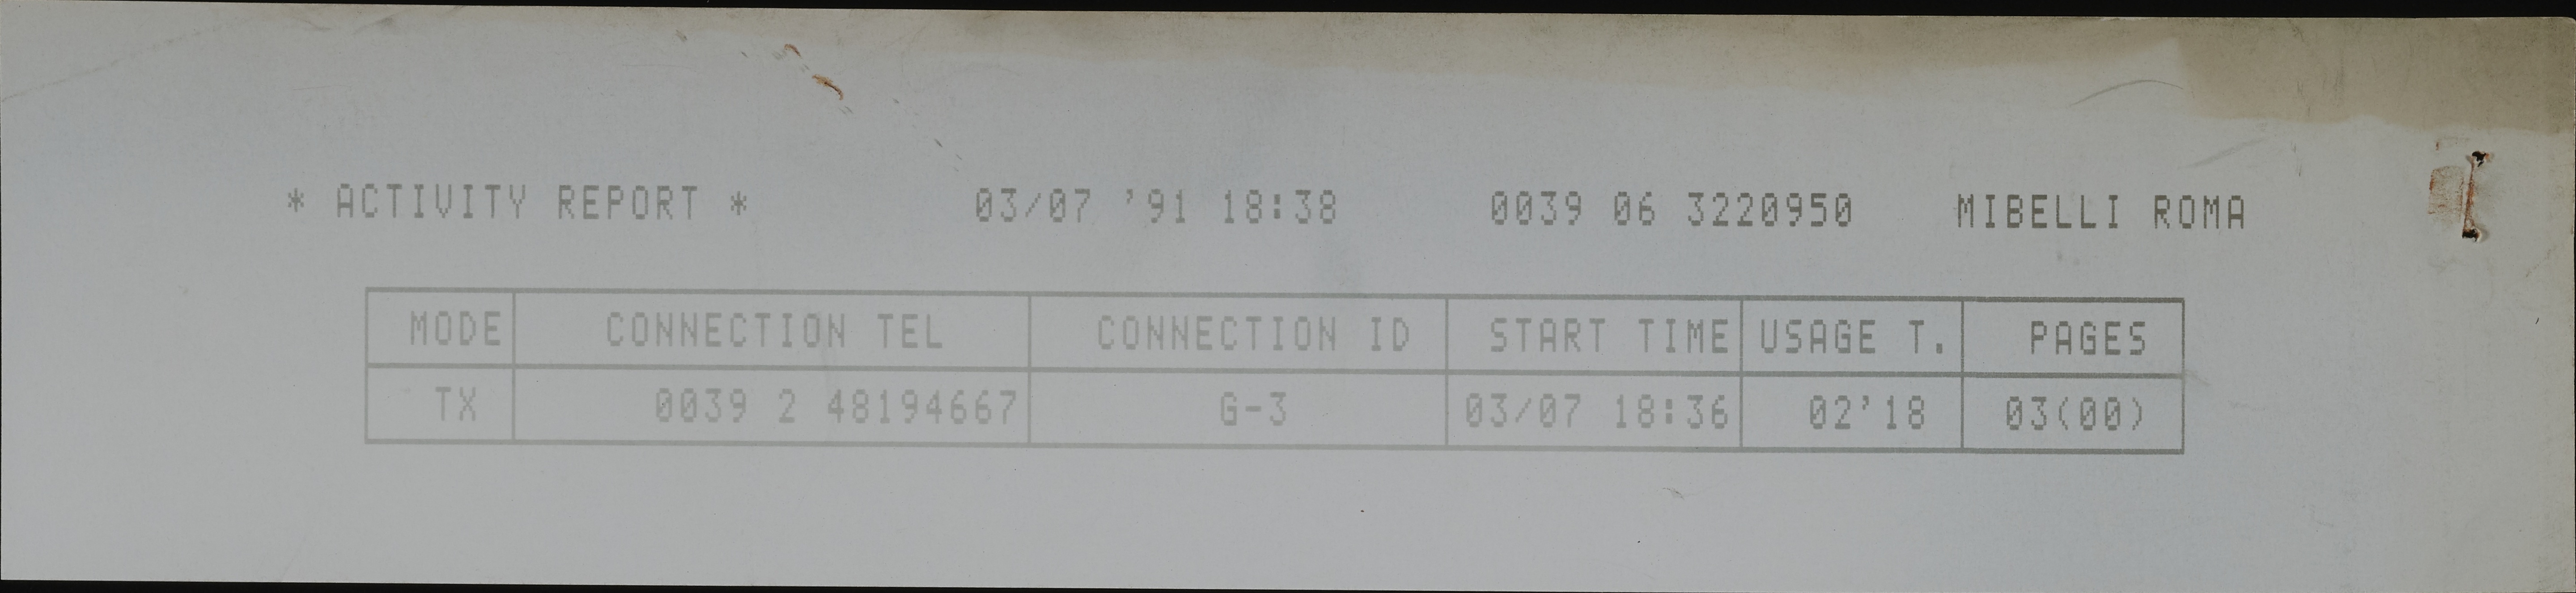 * ACTIVITY REPORT * 03/07 '91 18:38 0039 06 3220950 MIBELLI ROMA
MODE CONNECTION TEL CONNECTION ID START TIME USAGE T. PAGES
TX 0039 2 48194667 G-3 03/07 18:36 02'18 03(00)